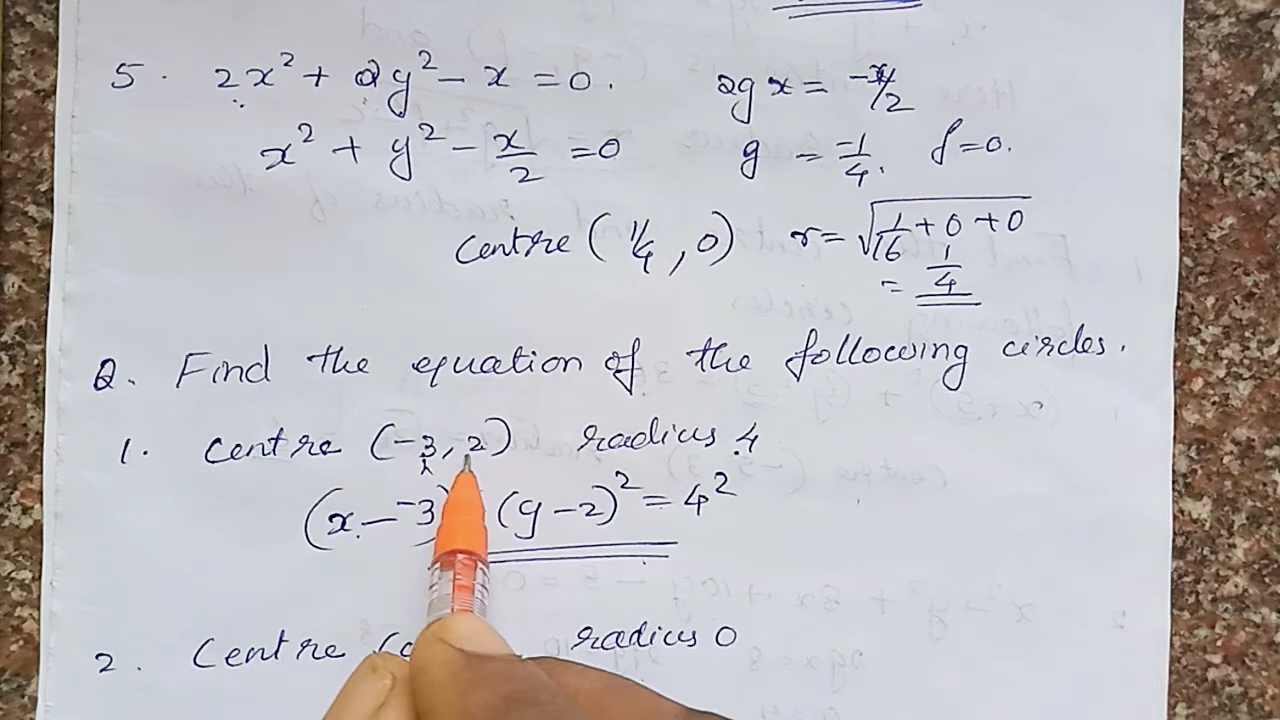 5. 2x² + 2y² - x = 0. 2gx = -x/2
x² + y² - x/2 = 0 g = -1/4. f = 0.
Centre (1/4, 0) r = √(1/16 + 0 + 0)
= 1/4
2. Find the equation of the following circles.
1. Centre (-3, 2) radius 4
(x - -3) (y - 2)² = 4²
2. Centre ( radius 0